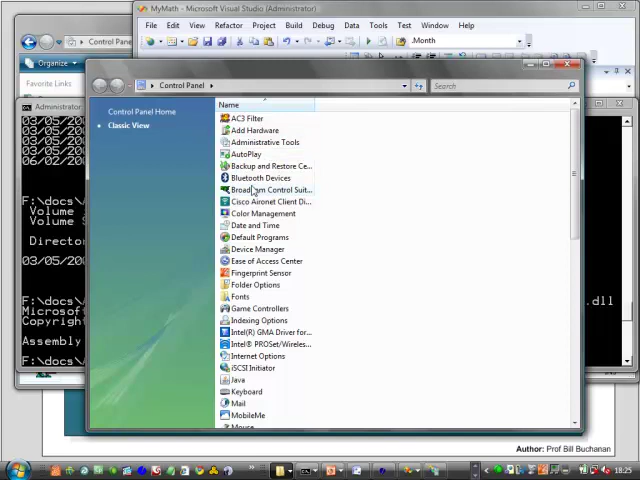 MyMath - Microsoft Visual Studio (Administrator)
File Edit View Refactor Project Build Debug Data Tools Test Window Help
.Month
Control Panel
Organize
Favorite Links
Administrator
03/05/200
03/05/200
03/05/200
03/05/200
06/02
F:\docs
Volume
Volume S
Director
03/05/200
F:\docs\
.dll
Microsof
Copyright
Assembly
F:\docs\
Control Panel
Search
Control Panel Home
Classic View
Name
AC3 Filter
Add Hardware
Administrative Tools
AutoPlay
Backup and Restore Ce...
Bluetooth Devices
Broadcom Control Suit...
Cisco Aironet Client Di...
Color Management
Date and Time
Default Programs
Device Manager
Ease of Access Center
Fingerprint Sensor
Folder Options
Fonts
Game Controllers
Indexing Options
Intel(R) GMA Driver for...
Intel® PROSet/Wireles...
Internet Options
iSCSI Initiator
Java
Keyboard
Mail
MobileMe
Mouse
Author: Prof Bill Buchanan
18:25